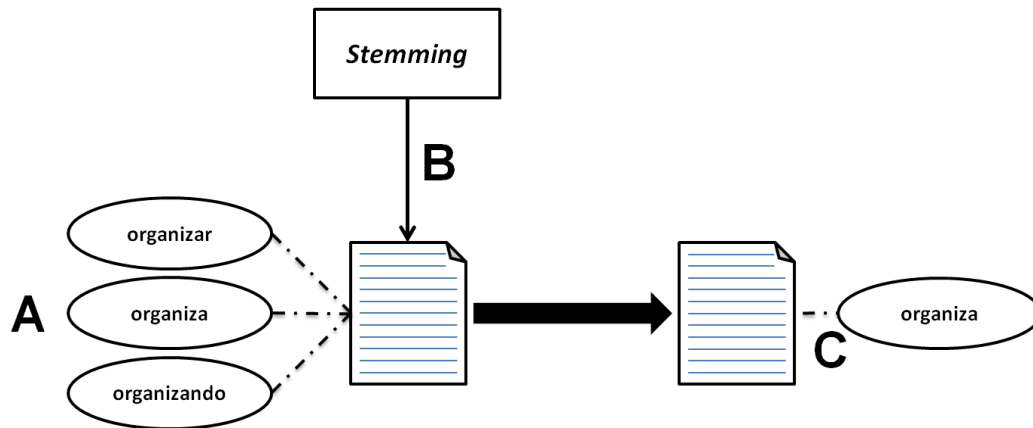 Stemming
B
organizar
A
organiza
organizando
C
organiza